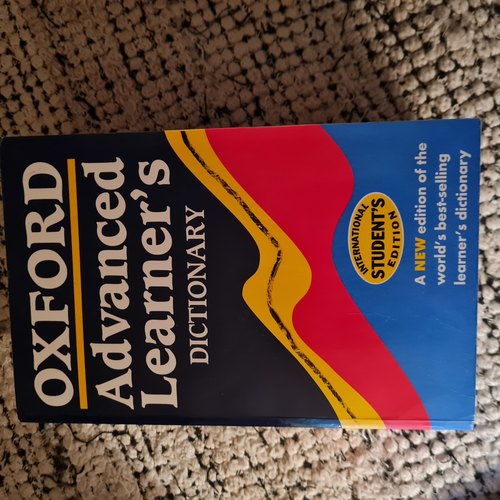 OXFORD
Advanced
Learner's
DICTIONARY
INTERNATIONAL
STUDENT'S
EDITION
A NEW edition of the
world's best-selling
learner's dictionary